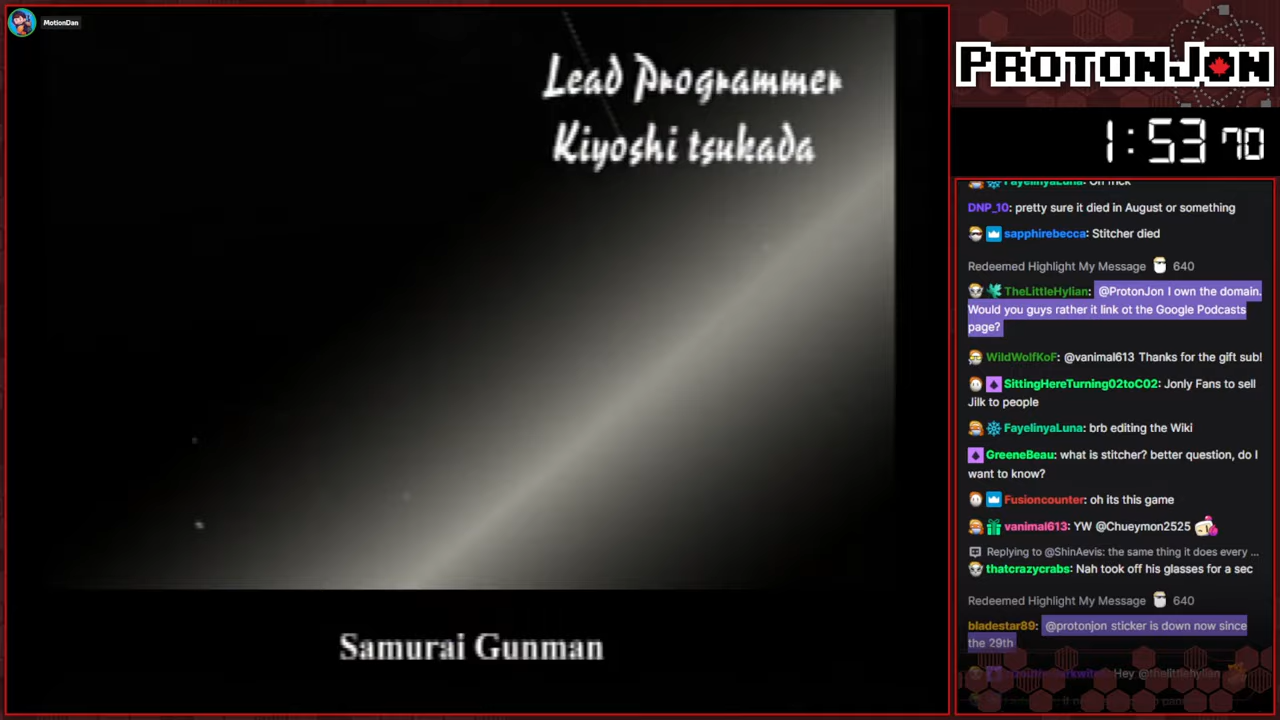 MotionDan
Lead Programmer
Kiyoshi tsukada
Samurai Gunman
PROTONJON
1:53 70
DNP_10: pretty sure it died in August or something
sapphirebecca: Stitcher died
Redeemed Highlight My Message 640
TheLittleHylian: @ProtonJon I own the domain.
Would you guys rather it link ot the Google Podcasts
page?
WildWolfKoF: @vanimal613 Thanks for the gift sub!
SittingHereTurning02toC02: Jonly Fans to sell
Jilk to people
FayelinyaLuna: brb editing the Wiki
GreeneBeau: what is stitcher? better question, do I
want to know?
Fusioncounter: oh its this game
vanimal613: YW @Chueymon2525
Replying to @ShinAevis: the same thing it does every ...
thatcrazycrabs: Nah took off his glasses for a sec
Redeemed Highlight My Message 640
bladestar89: @protonjon sticker is down now since
the 29th
Hey @thelittlehylian